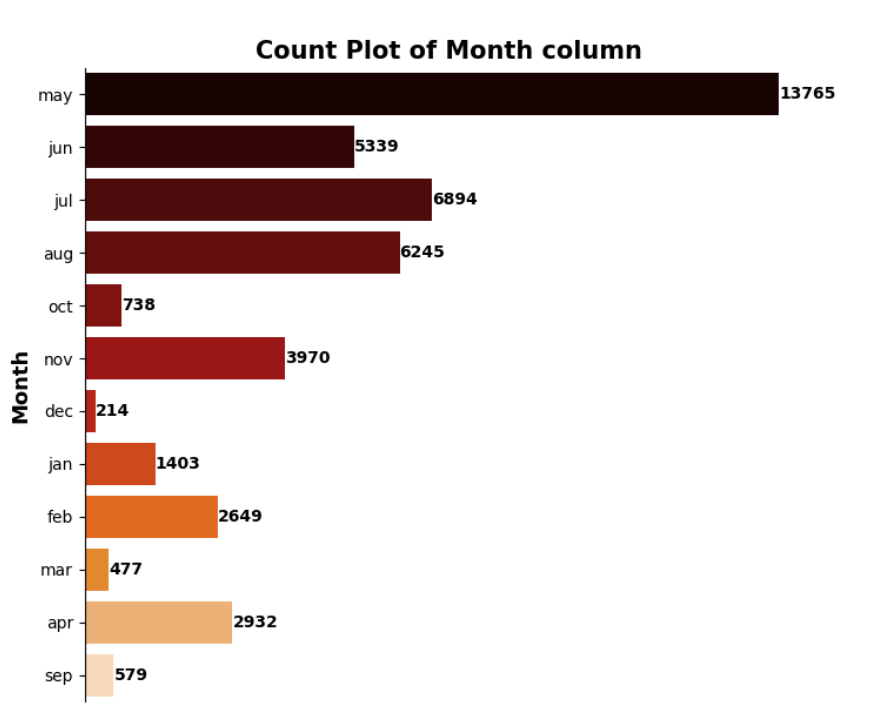 Count Plot of Month column
may 13765
jun 5339
jul 6894
aug 6245
oct 738
nov 3970
Month
dec 214
jan 1403
feb 2649
mar 477
apr 2932
sep 579